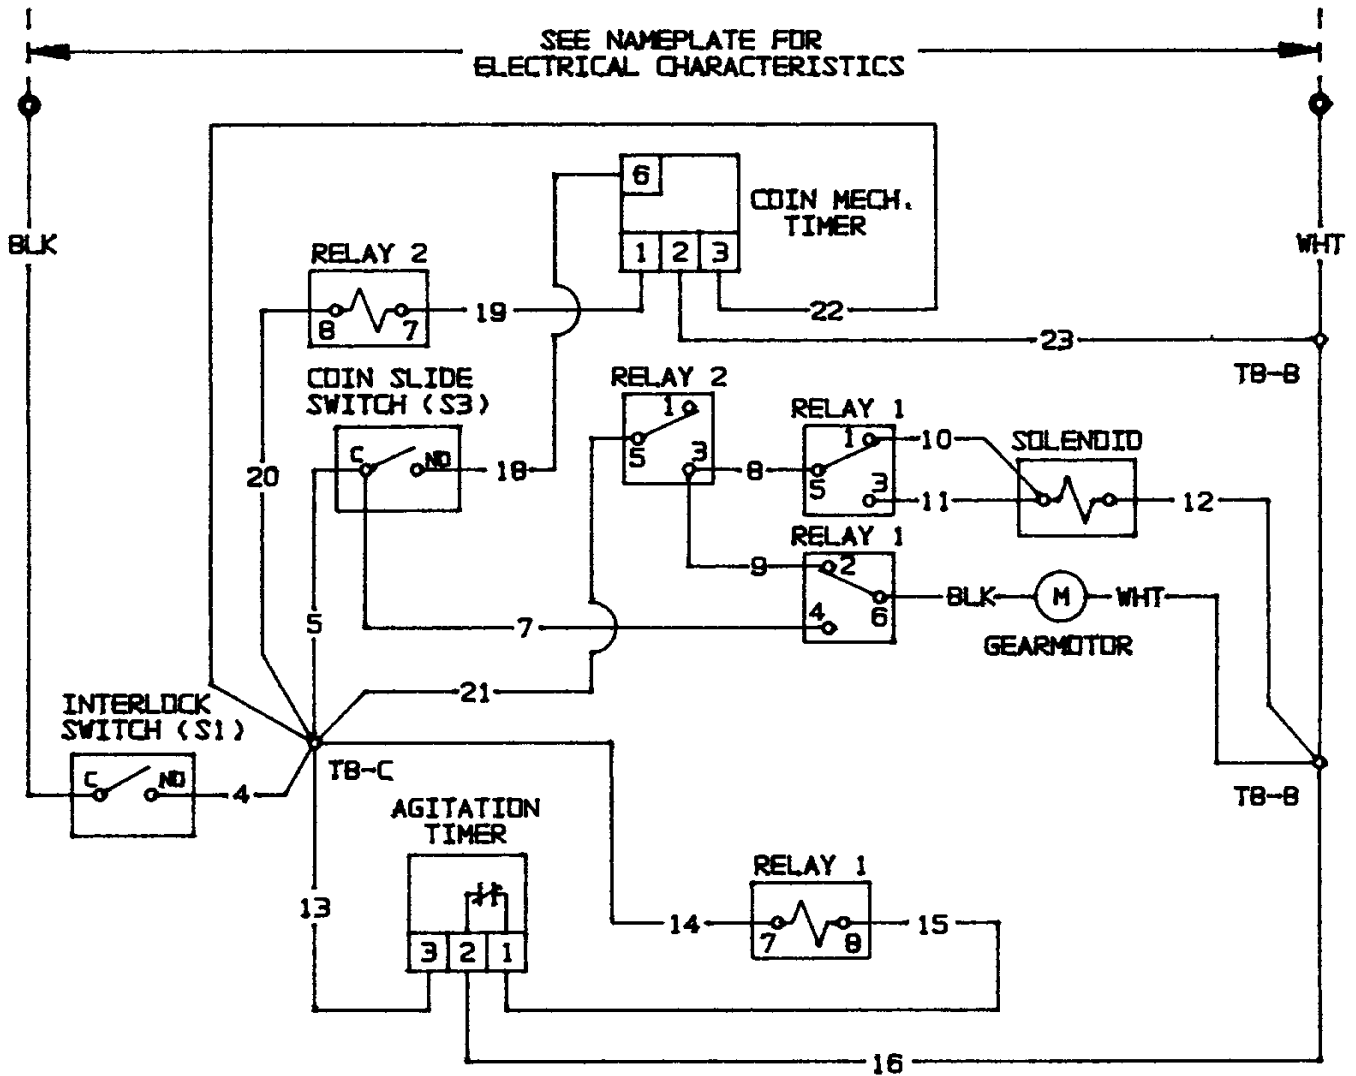 SEE NAMEPLATE FOR
ELECTRICAL CHARACTERISTICS
BLK
WHT
6
COIN MECH.
TIMER
1 2 3
RELAY 2
8 7
19
22
23
TB-B
COIN SLIDE
SWITCH (S3)
C NO
18
20
RELAY 2
1
5 3
8
RELAY 1
1
5 3
10
11
SOLENOID
12
RELAY 1
2
4 6
9
BLK
M
WHT
GEARMOTOR
5
7
21
INTERLOCK
SWITCH (S1)
C NO
4
TB-C
TB-B
AGITATION
TIMER
3 2 1
13
14
RELAY 1
7 8
15
16